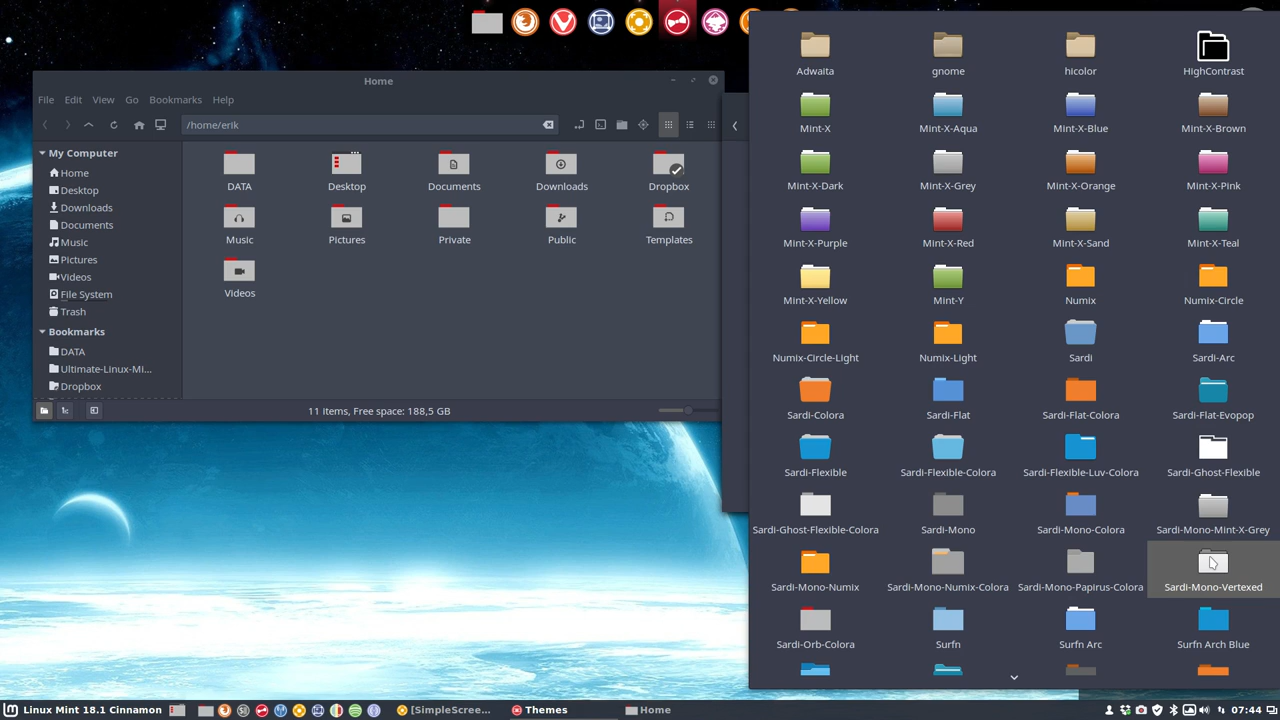 Home
File Edit View Go Bookmarks Help
/home/erik
My Computer
Home
Desktop
Downloads
Documents
Music
Pictures
Videos
File System
Trash
Bookmarks
DATA
Ultimate-Linux-Mi...
Dropbox
DATA Desktop Documents Downloads Dropbox
Music Pictures Private Public Templates
Videos
11 items, Free space: 188,5 GB
Adwaita gnome hicolor HighContrast
Mint-X Mint-X-Aqua Mint-X-Blue Mint-X-Brown
Mint-X-Dark Mint-X-Grey Mint-X-Orange Mint-X-Pink
Mint-X-Purple Mint-X-Red Mint-X-Sand Mint-X-Teal
Mint-X-Yellow Mint-Y Numix Numix-Circle
Numix-Circle-Light Numix-Light Sardi Sardi-Arc
Sardi-Colora Sardi-Flat Sardi-Flat-Colora Sardi-Flat-Evopop
Sardi-Flexible Sardi-Flexible-Colora Sardi-Flexible-Luv-Colora Sardi-Ghost-Flexible
Sardi-Ghost-Flexible-Colora Sardi-Mono Sardi-Mono-Colora Sardi-Mono-Mint-X-Grey
Sardi-Mono-Numix Sardi-Mono-Numix-Colora Sardi-Mono-Papirus-Colora Sardi-Mono-Vertexed
Sardi-Orb-Colora Surfn Surfn Arc Surfn Arch Blue
Linux Mint 18.1 Cinnamon [SimpleScree... Themes Home 07:44